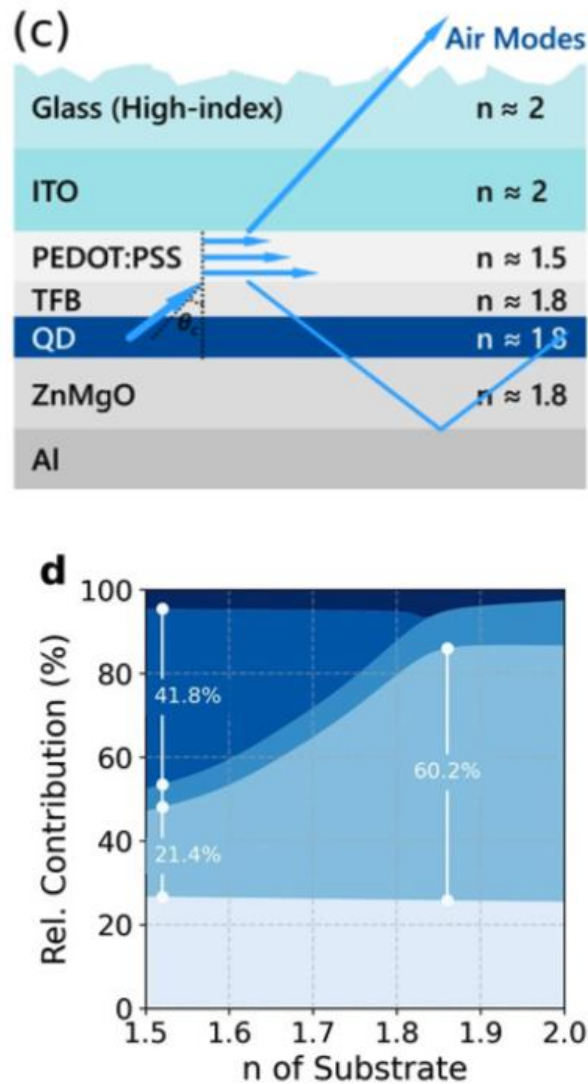 (c)
Air Modes
Glass (High-index) n ≈ 2
ITO n ≈ 2
PEDOT:PSS n ≈ 1.5
TFB n ≈ 1.8
θc
QD n ≈ 1.8
ZnMgO n ≈ 1.8
Al
d
Rel. Contribution (%)
100
80
60
40
20
0
41.8%
60.2%
21.4%
1.5 1.6 1.7 1.8 1.9 2.0
n of Substrate